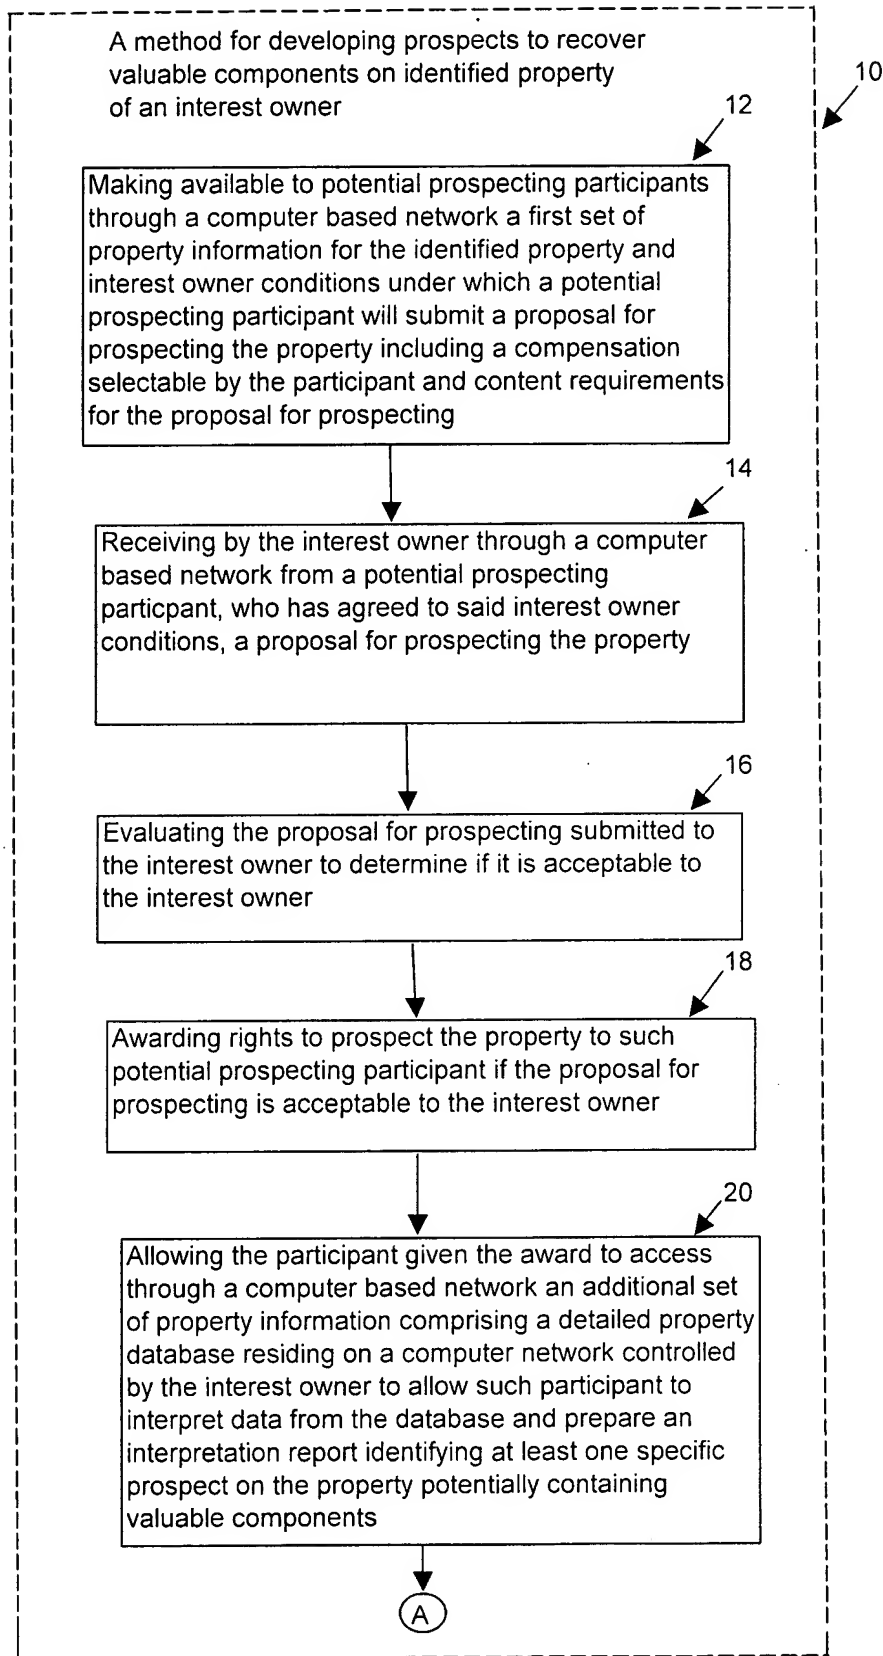 A method for developing prospects to recover
valuable components on identified property
of an interest owner
10
12
Making available to potential prospecting participants
through a computer based network a first set of
property information for the identified property and
interest owner conditions under which a potential
prospecting participant will submit a proposal for
prospecting the property including a compensation
selectable by the participant and content requirements
for the proposal for prospecting
14
Receiving by the interest owner through a computer
based network from a potential prospecting
particpant, who has agreed to said interest owner
conditions, a proposal for prospecting the property
16
Evaluating the proposal for prospecting submitted to
the interest owner to determine if it is acceptable to
the interest owner
18
Awarding rights to prospect the property to such
potential prospecting participant if the proposal for
prospecting is acceptable to the interest owner
20
Allowing the participant given the award to access
through a computer based network an additional set
of property information comprising a detailed property
database residing on a computer network controlled
by the interest owner to allow such participant to
interpret data from the database and prepare an
interpretation report identifying at least one specific
prospect on the property potentially containing
valuable components
A